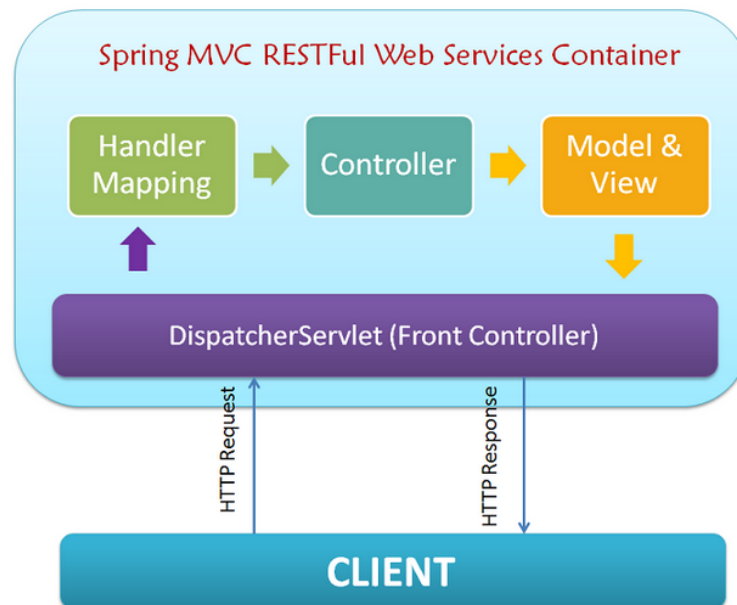 Spring MVC RESTFul Web Services Container
Handler
Mapping
Controller
Model &
View
DispatcherServlet (Front Controller)
HTTP Request
HTTP Response
CLIENT